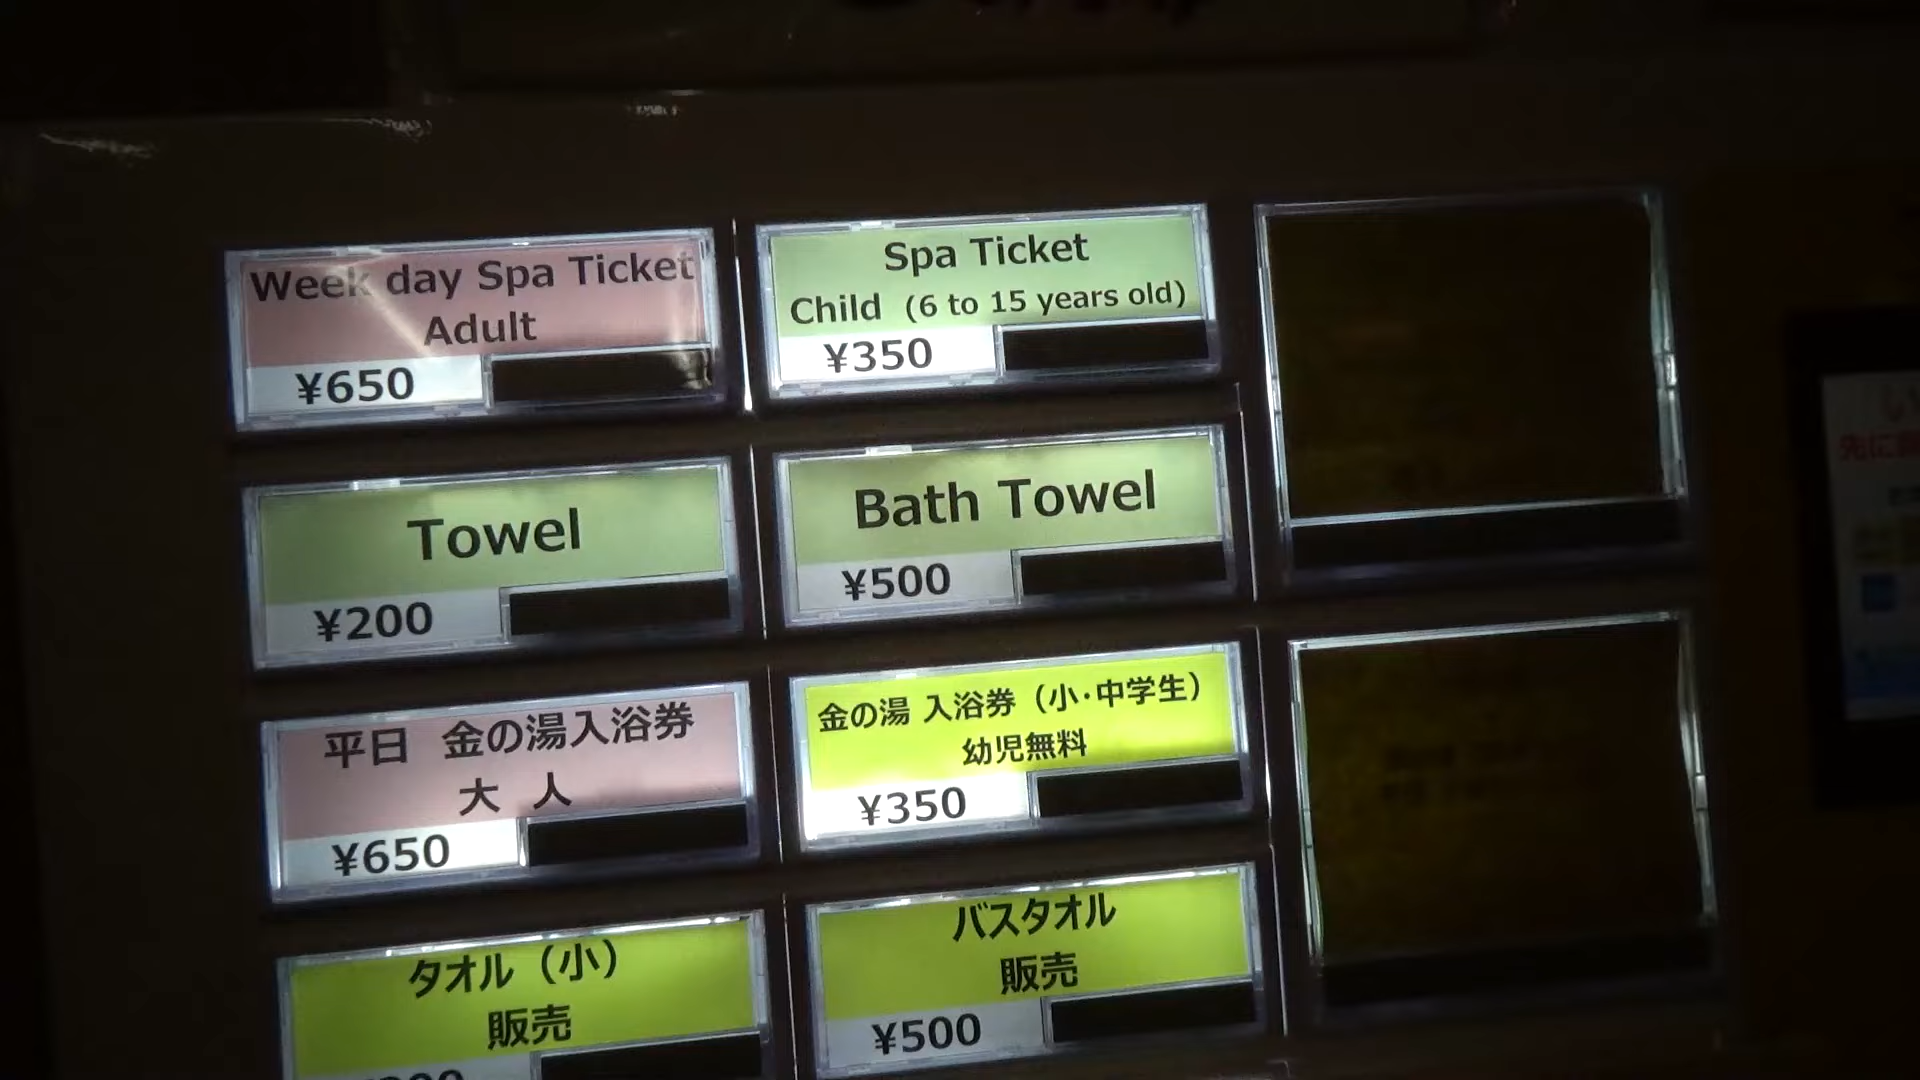 Week day Spa Ticket
Adult
¥650
Spa Ticket
Child (6 to 15 years old)
¥350
Towel
¥200
Bath Towel
¥500
平日 金の湯入浴券
大 人
¥650
金の湯 入浴券（小・中学生）
幼児無料
¥350
タオル（小）
販売
バスタオル
販売
¥500